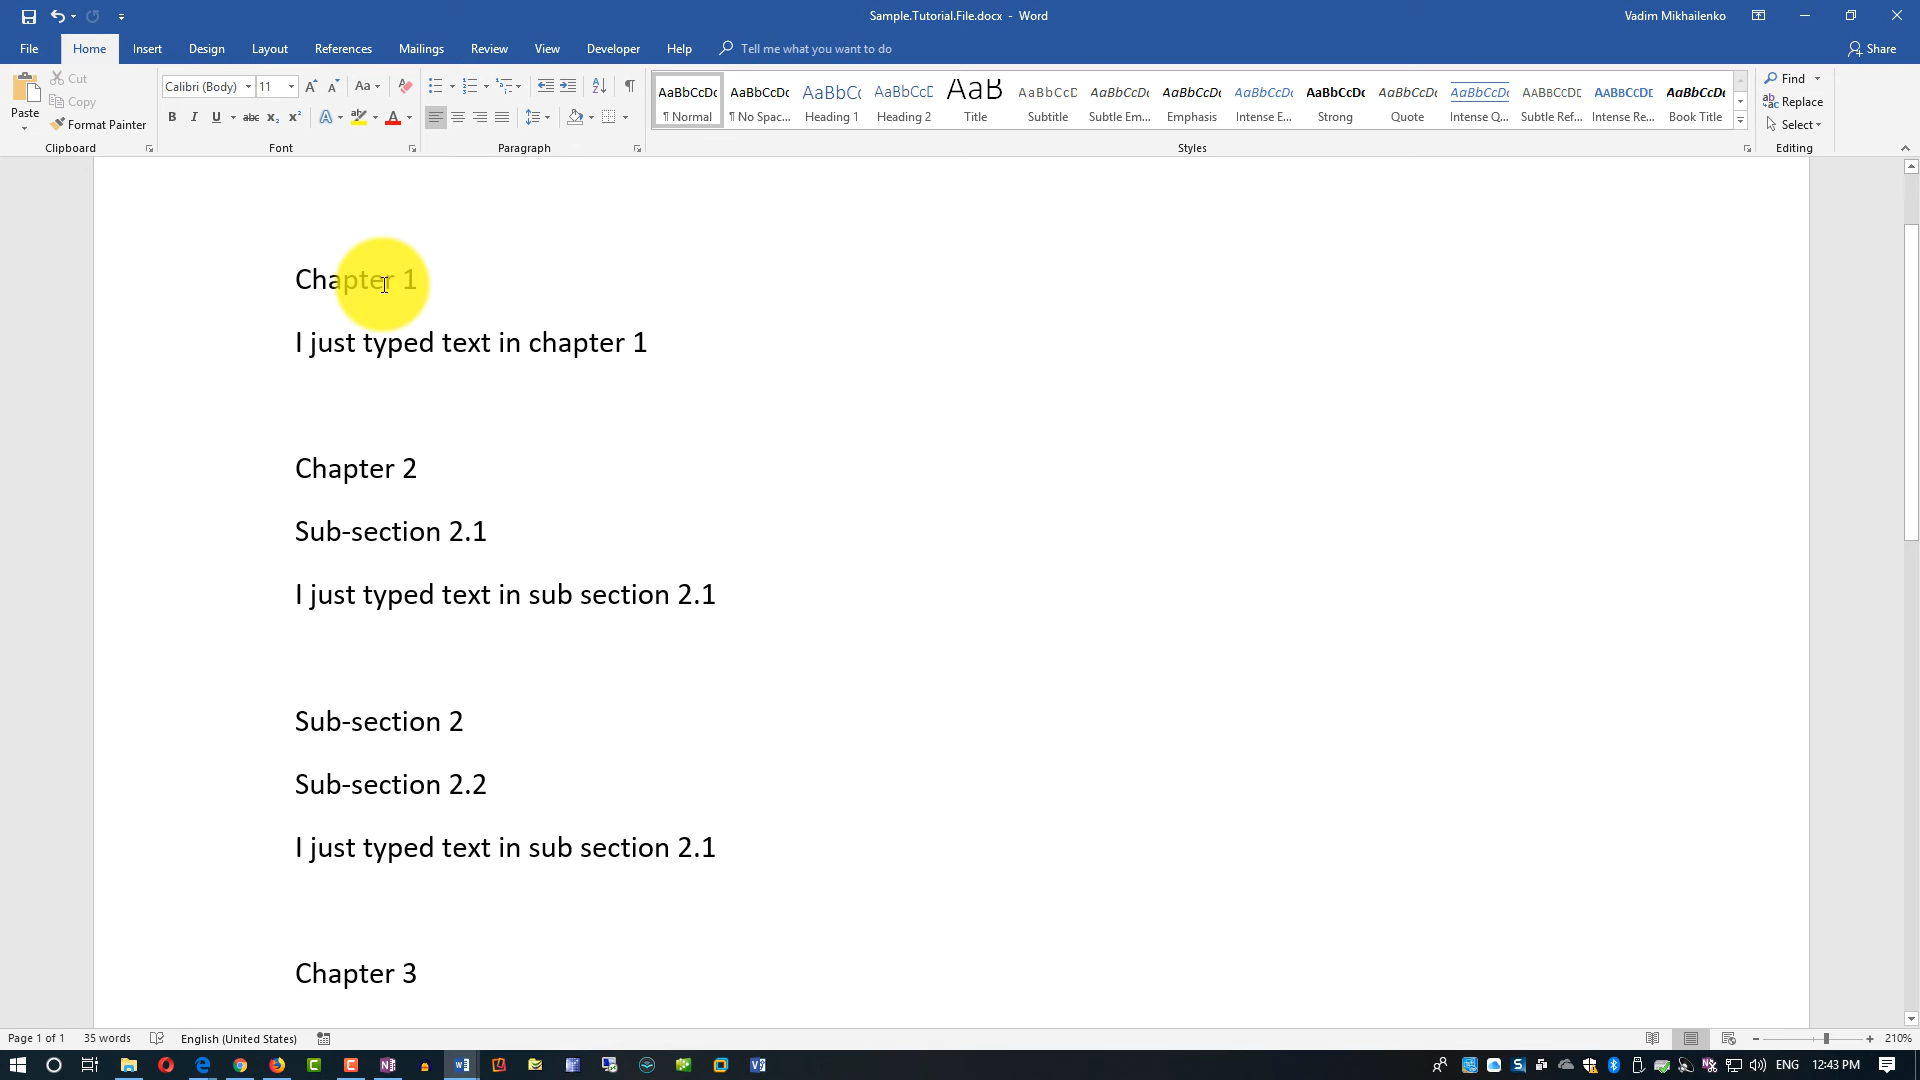 Sample.Tutorial.File.docx - Word
Vadim Mikhailenko
File Home Insert Design Layout References Mailings Review View Developer Help Tell me what you want to do Share
Paste
Cut
Copy
Format Painter
Clipboard
Calibri (Body) 11
Font
Paragraph
AaBbCcDc AaBbCcDc AaBbCc AaBbCcD AaB AaBbCcD AaBbCcDc AaBbCcDc AaBbCcDc AaBbCcDc AaBbCcDc AaBbCcDc AABBCCDE AABBCCDE AaBbCcDc
¶ Normal ¶ No Spac... Heading 1 Heading 2 Title Subtitle Subtle Em... Emphasis Intense E... Strong Quote Intense Q... Subtle Ref... Intense Re... Book Title
Styles
Find
Replace
Select
Editing
Chapter 1
I just typed text in chapter 1
Chapter 2
Sub-section 2.1
I just typed text in sub section 2.1
Sub-section 2
Sub-section 2.2
I just typed text in sub section 2.1
Chapter 3
Page 1 of 1 35 words English (United States) 210%
ENG 12:43 PM